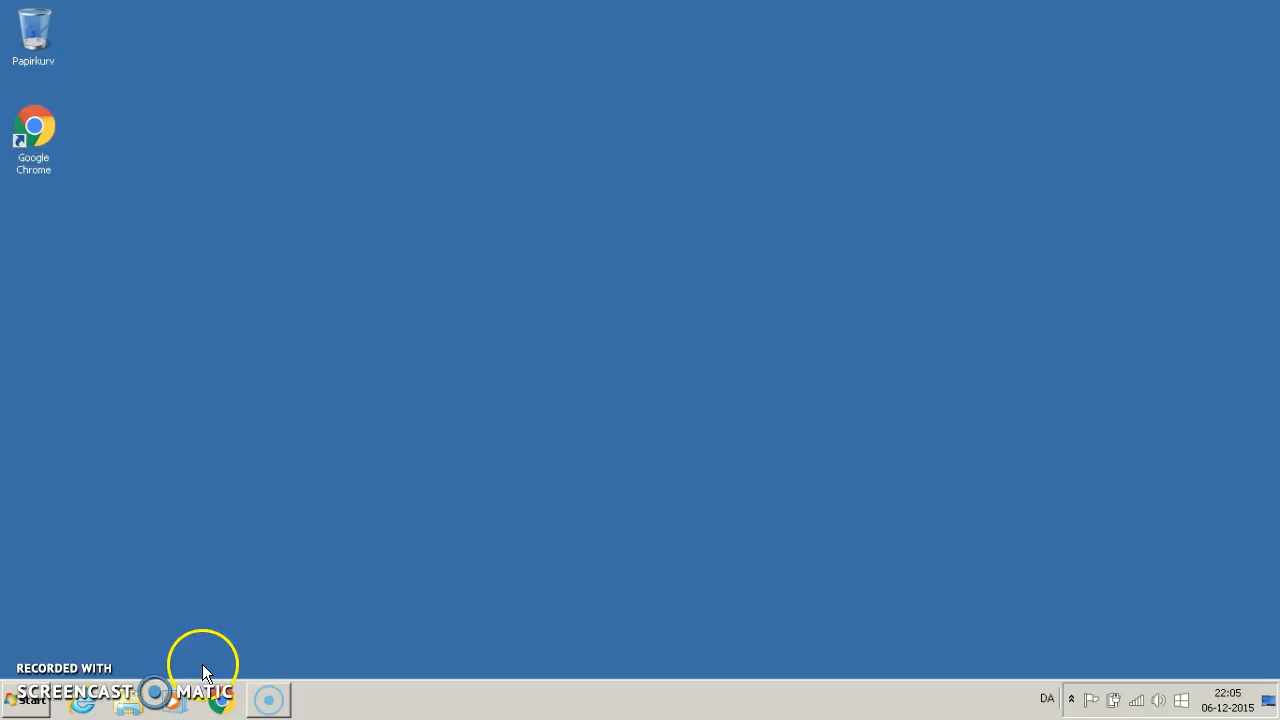 Papirkurv
Google
Chrome
RECORDED WITH
SCREENCAST MATIC
Start
DA
22:05
06-12-2015